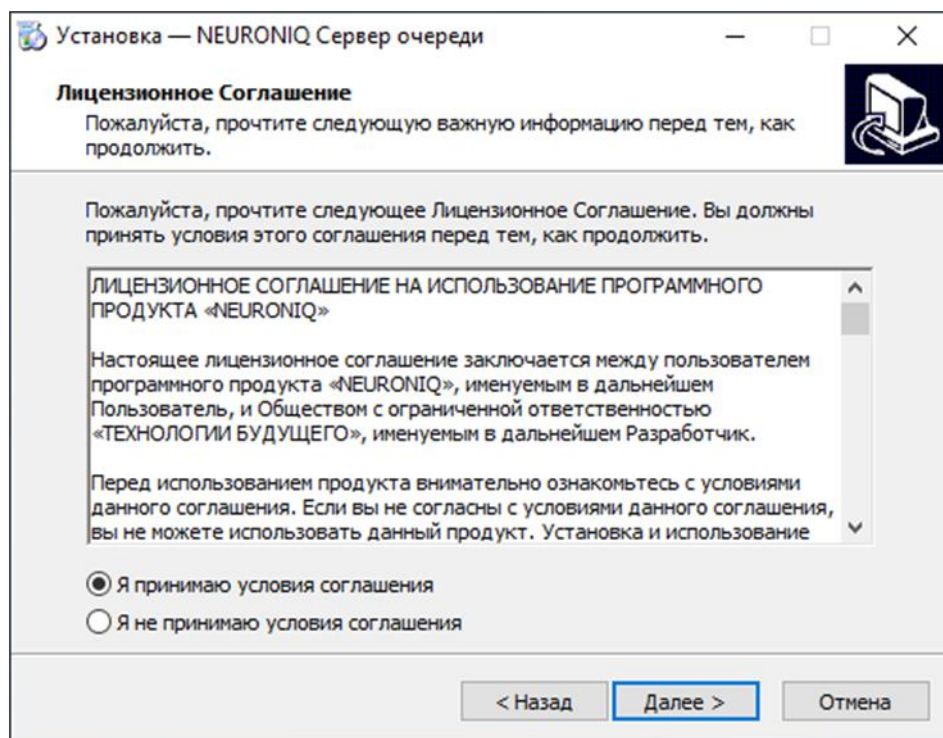 Установка — NEURONIQ Сервер очереди
Лицензионное Соглашение
Пожалуйста, прочтите следующую важную информацию перед тем, как
продолжить.
Пожалуйста, прочтите следующее Лицензионное Соглашение. Вы должны
принять условия этого соглашения перед тем, как продолжить.
ЛИЦЕНЗИОННОЕ СОГЛАШЕНИЕ НА ИСПОЛЬЗОВАНИЕ ПРОГРАММНОГО
ПРОДУКТА «NEURONIQ»
Настоящее лицензионное соглашение заключается между пользователем
программного продукта «NEURONIQ», именуемым в дальнейшем
Пользователь, и Обществом с ограниченной ответственностью
«ТЕХНОЛОГИИ БУДУЩЕГО», именуемым в дальнейшем Разработчик.
Перед использованием продукта внимательно ознакомьтесь с условиями
данного соглашения. Если вы не согласны с условиями данного соглашения,
вы не можете использовать данный продукт. Установка и использование
Я принимаю условия соглашения
Я не принимаю условия соглашения
< Назад
Далее >
Отмена